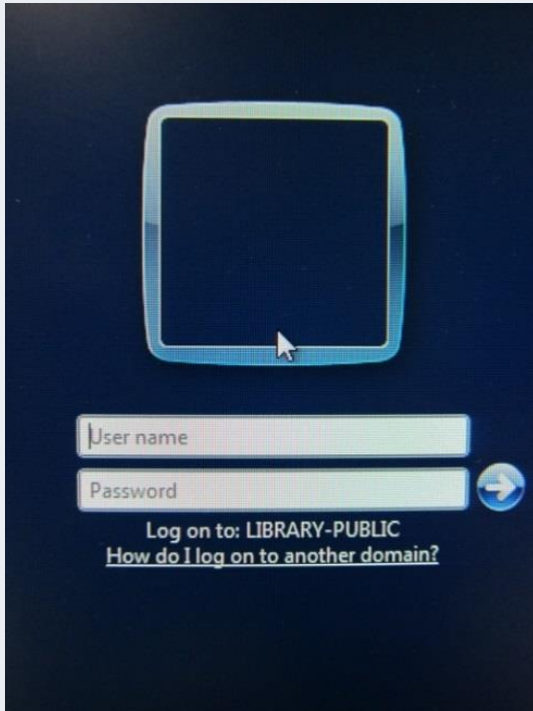 User name
Password
Log on to: LIBRARY-PUBLIC
How do I log on to another domain?